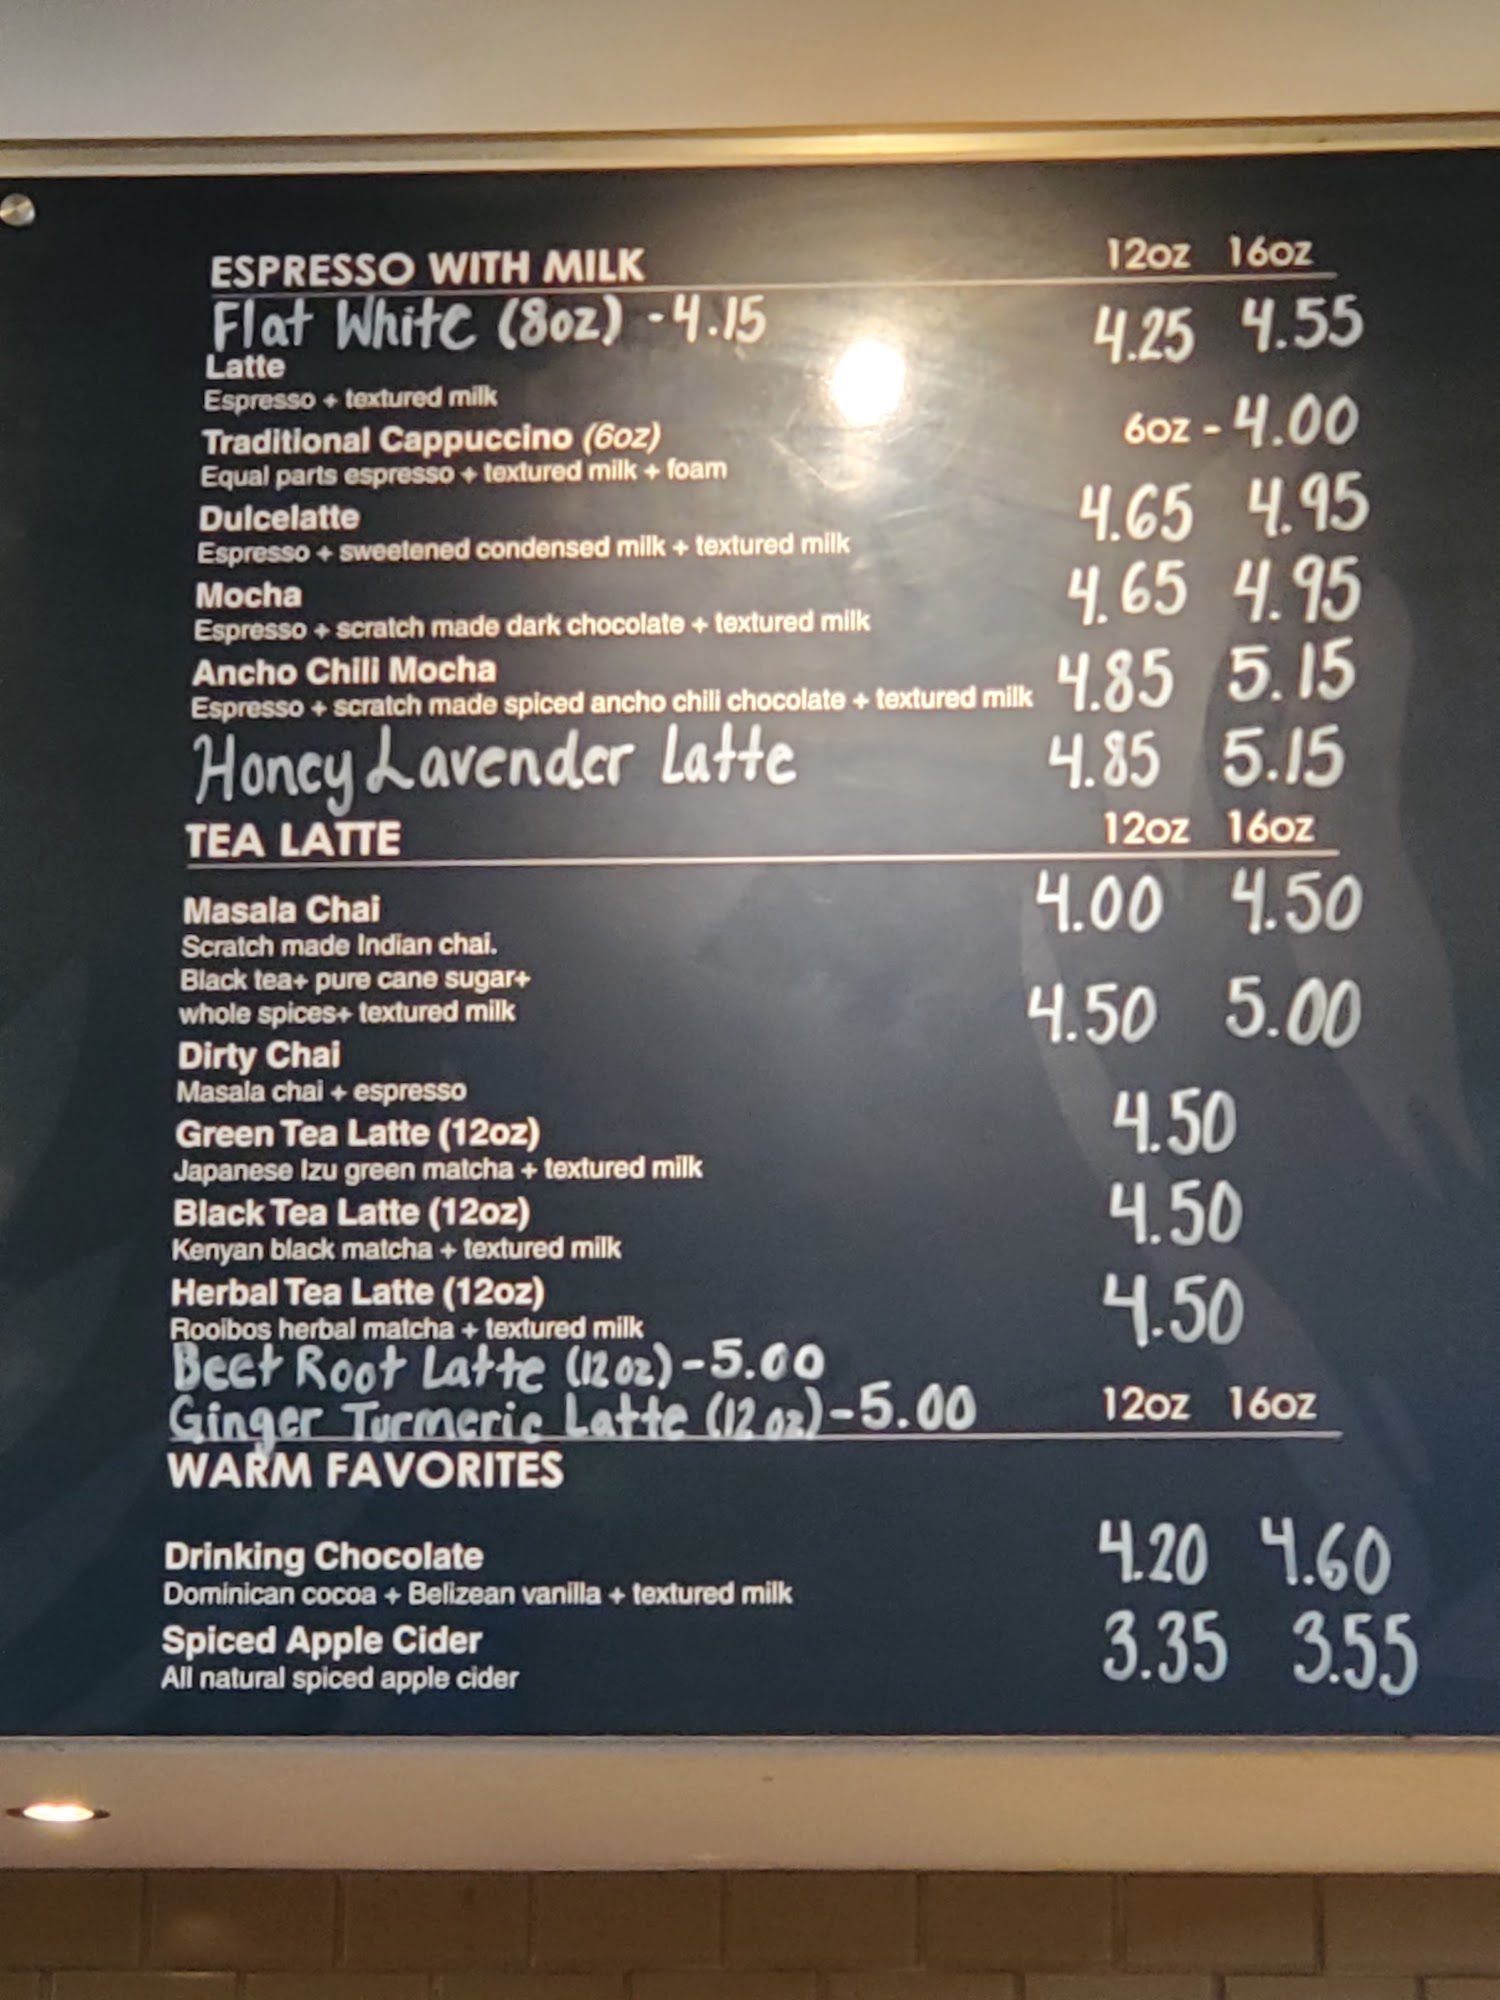 ESPRESSO WITH MILK 12oz 16oz
Flat White (8oz) - 4.15 4.25 4.55
Latte
Espresso + textured milk
Traditional Cappuccino (6oz) 6oz - 4.00
Equal parts espresso + textured milk + foam
Dulcelatte 4.65 4.95
Espresso + sweetened condensed milk + textured milk
Mocha 4.65 4.95
Espresso + scratch made dark chocolate + textured milk
Ancho Chili Mocha 4.85 5.15
Espresso + scratch made spiced ancho chili chocolate + textured milk
Honey Lavender Latte 4.85 5.15
TEA LATTE 12oz 16oz
Masala Chai 4.00 4.50
Scratch made Indian chai.
Black tea+ pure cane sugar+
whole spices+ textured milk 4.50 5.00
Dirty Chai
Masala chai + espresso
Green Tea Latte (12oz) 4.50
Japanese Izu green matcha + textured milk
Black Tea Latte (12oz) 4.50
Kenyan black matcha + textured milk
Herbal Tea Latte (12oz) 4.50
Rooibos herbal matcha + textured milk
Beet Root Latte (12 oz) - 5.00
Ginger Turmeric Latte (12 oz) - 5.00 12oz 16oz
WARM FAVORITES
Drinking Chocolate 4.20 4.60
Dominican cocoa + Belizean vanilla + textured milk
Spiced Apple Cider 3.35 3.55
All natural spiced apple cider